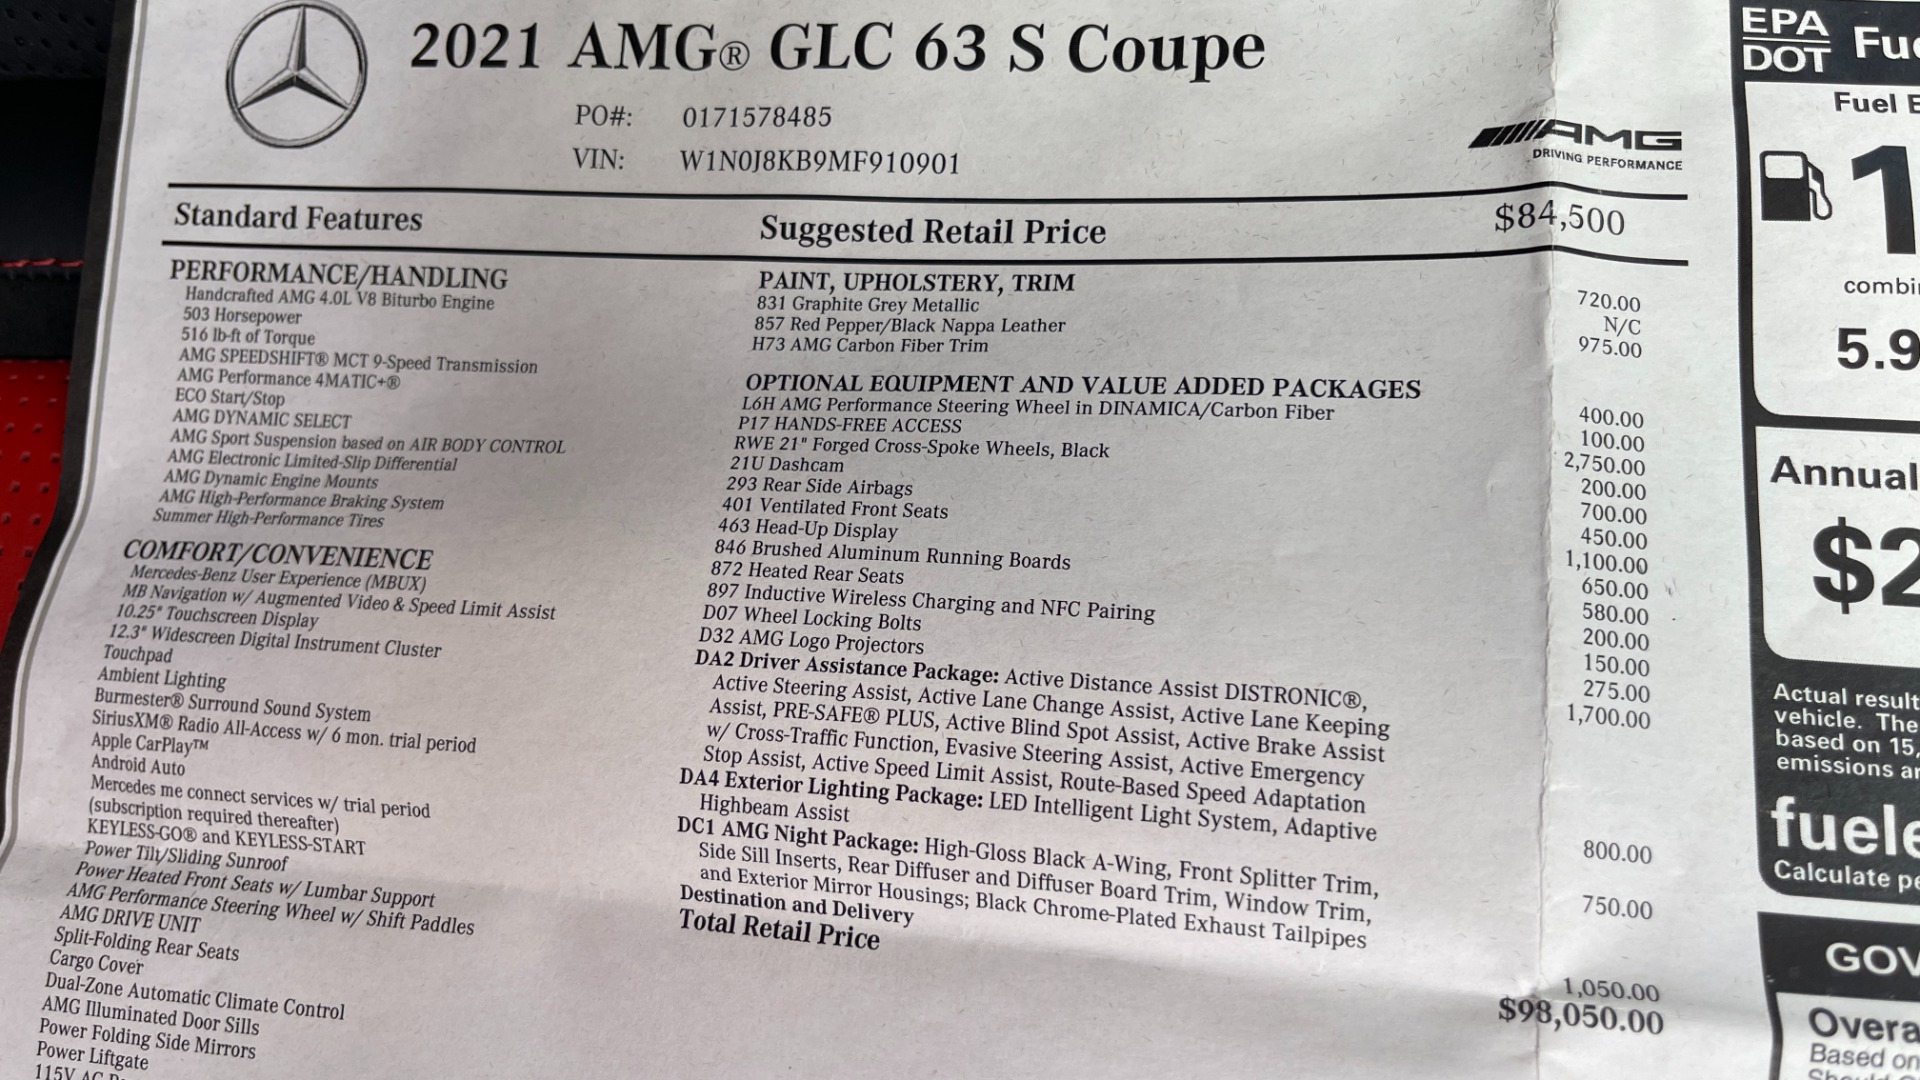 2021 AMG® GLC 63 S Coupe
PO#: 0171578485
VIN: W1N0J8KB9MF910901
AMG
DRIVING PERFORMANCE
Standard Features
PERFORMANCE/HANDLING
Handcrafted AMG 4.0L V8 Biturbo Engine
503 Horsepower
516 lb-ft of Torque
AMG SPEEDSHIFT® MCT 9-Speed Transmission
AMG Performance 4MATIC+®
ECO Start/Stop
AMG DYNAMIC SELECT
AMG Sport Suspension based on AIR BODY CONTROL
AMG Electronic Limited-Slip Differential
AMG Dynamic Engine Mounts
AMG High-Performance Braking System
Summer High-Performance Tires
COMFORT/CONVENIENCE
Mercedes-Benz User Experience (MBUX)
MB Navigation w/ Augmented Video & Speed Limit Assist
10.25" Touchscreen Display
12.3" Widescreen Digital Instrument Cluster
Touchpad
Ambient Lighting
Burmester® Surround Sound System
SiriusXM® Radio All-Access w/ 6 mon. trial period
Apple CarPlay™
Android Auto
Mercedes me connect services w/ trial period
(subscription required thereafter)
KEYLESS-GO® and KEYLESS-START
Power Tilt/Sliding Sunroof
Power Heated Front Seats w/ Lumbar Support
AMG Performance Steering Wheel w/ Shift Paddles
AMG DRIVE UNIT
Split-Folding Rear Seats
Cargo Cover
Dual-Zone Automatic Climate Control
AMG Illuminated Door Sills
Power Folding Side Mirrors
Power Liftgate
115V AC
Suggested Retail Price $84,500
PAINT, UPHOLSTERY, TRIM
831 Graphite Grey Metallic 720.00
857 Red Pepper/Black Nappa Leather N/C
H73 AMG Carbon Fiber Trim 975.00
OPTIONAL EQUIPMENT AND VALUE ADDED PACKAGES
L6H AMG Performance Steering Wheel in DINAMICA/Carbon Fiber 400.00
P17 HANDS-FREE ACCESS 100.00
RWE 21" Forged Cross-Spoke Wheels, Black 2,750.00
21U Dashcam 200.00
293 Rear Side Airbags 700.00
401 Ventilated Front Seats 450.00
463 Head-Up Display 1,100.00
846 Brushed Aluminum Running Boards 650.00
872 Heated Rear Seats 580.00
897 Inductive Wireless Charging and NFC Pairing 200.00
D07 Wheel Locking Bolts 150.00
D32 AMG Logo Projectors 275.00
DA2 Driver Assistance Package: Active Distance Assist DISTRONIC®, 1,700.00
Active Steering Assist, Active Lane Change Assist, Active Lane Keeping
Assist, PRE-SAFE® PLUS, Active Blind Spot Assist, Active Brake Assist
w/ Cross-Traffic Function, Evasive Steering Assist, Active Emergency
Stop Assist, Active Speed Limit Assist, Route-Based Speed Adaptation
DA4 Exterior Lighting Package: LED Intelligent Light System, Adaptive 800.00
Highbeam Assist
DC1 AMG Night Package: High-Gloss Black A-Wing, Front Splitter Trim, 750.00
Side Sill Inserts, Rear Diffuser and Diffuser Board Trim, Window Trim,
and Exterior Mirror Housings; Black Chrome-Plated Exhaust Tailpipes
Destination and Delivery 1,050.00
Total Retail Price $98,050.00
EPA
DOT
Fuel
1
5.9
Annual
$2
Actual result
vehicle. The
based on 15,
emissions
fuele
Calculate
GOV
Overa
Based on